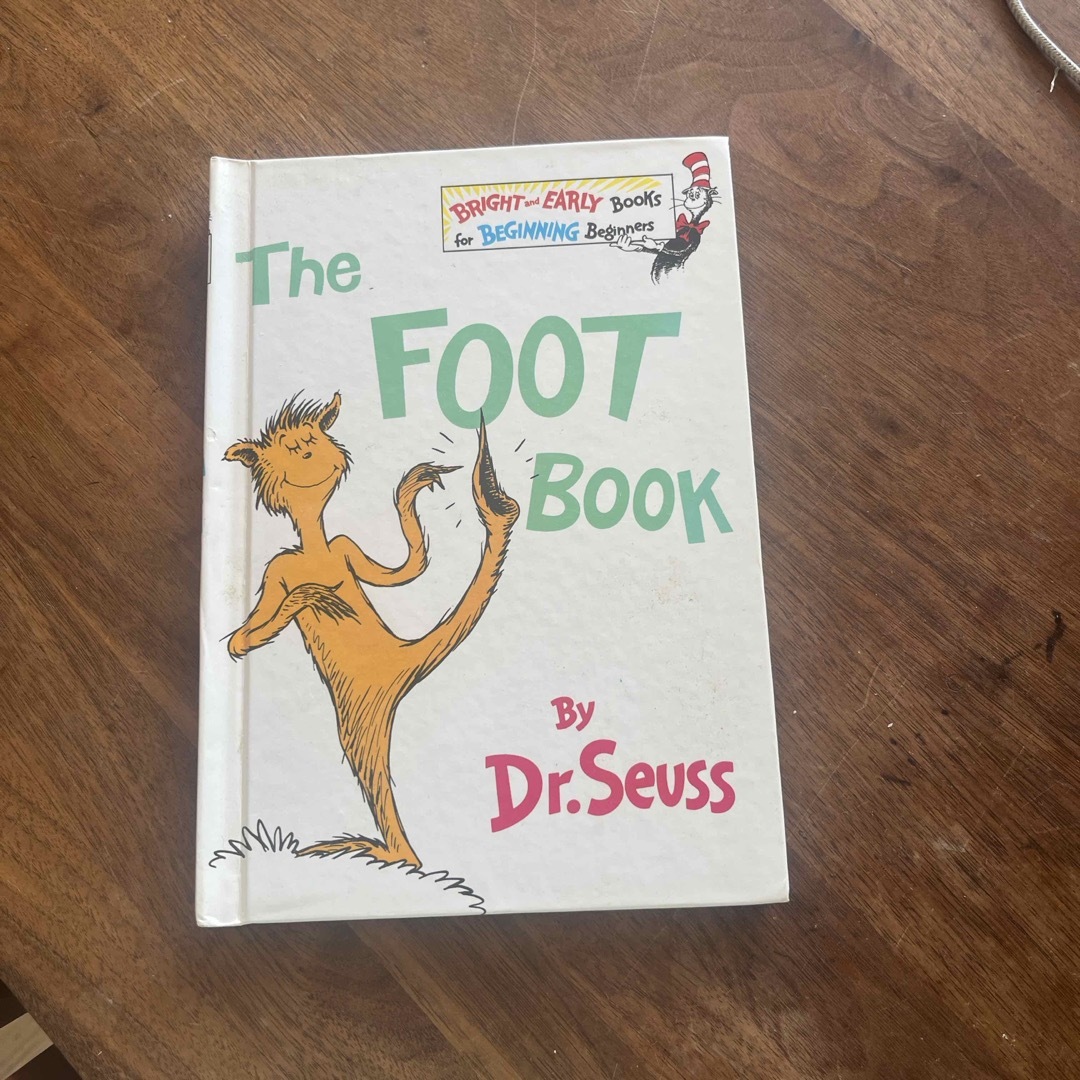 BRIGHT and EARLY BOOKS
for BEGINNING Beginners
The
FOOT
BOOK
By
Dr. Seuss